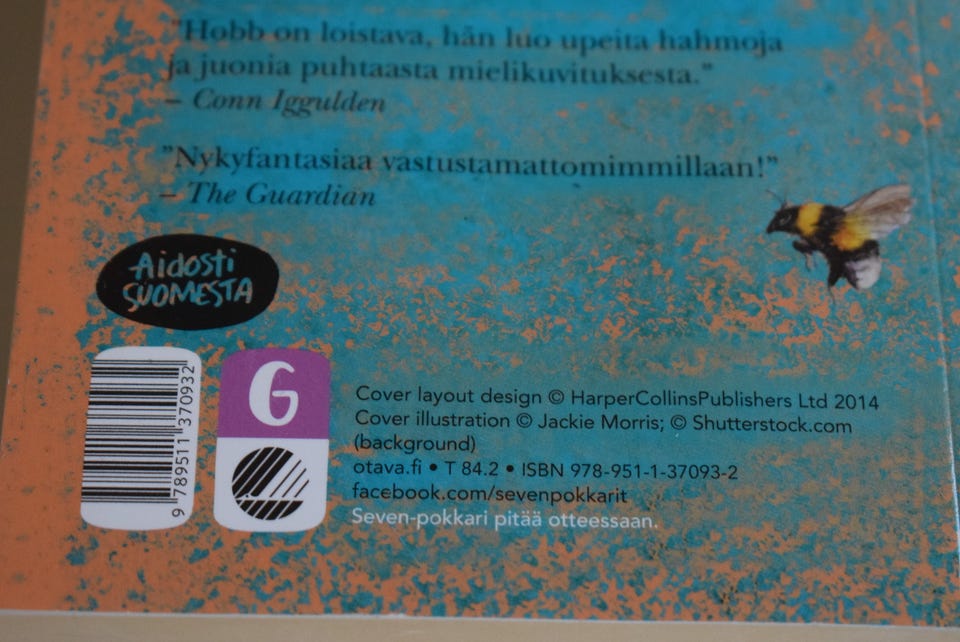 "Hobb on loistava, hän luo upeita hahmoja
ja juonia puhtaasta mielikuvituksesta."
– Conn Iggulden
"Nykyfantasiaa vastustamattomimmillaan!"
– The Guardian
Aidosti
SUOMESTA
9 789511 370932
G
Cover layout design © HarperCollinsPublishers Ltd 2014
Cover illustration © Jackie Morris; © Shutterstock.com
(background)
otava.fi • T 84.2 • ISBN 978-951-1-37093-2
facebook.com/sevenpokkarit
Seven-pokkari pitää otteessaan.